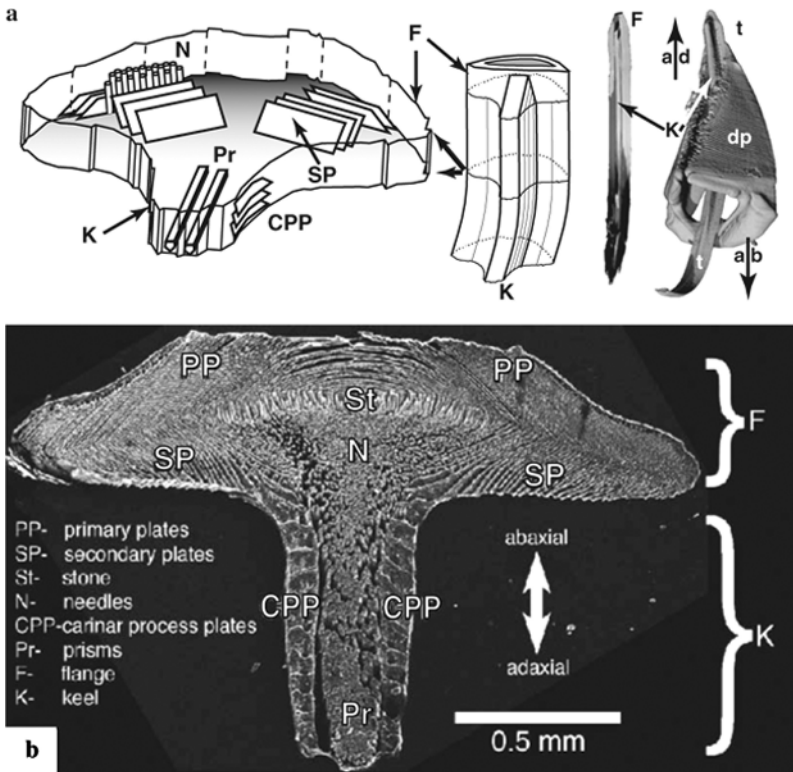 a
N
F
Pr
SP
K
CPP
K
F
K
t
a d
dp
t
a b
PP
PP
St
N
SP
SP
F
PP- primary plates
SP- secondary plates
St- stone
N- needles
CPP-carinar process plates
Pr- prisms
F- flange
K- keel
CPP
CPP
abaxial
adaxial
K
Pr
0.5 mm
b